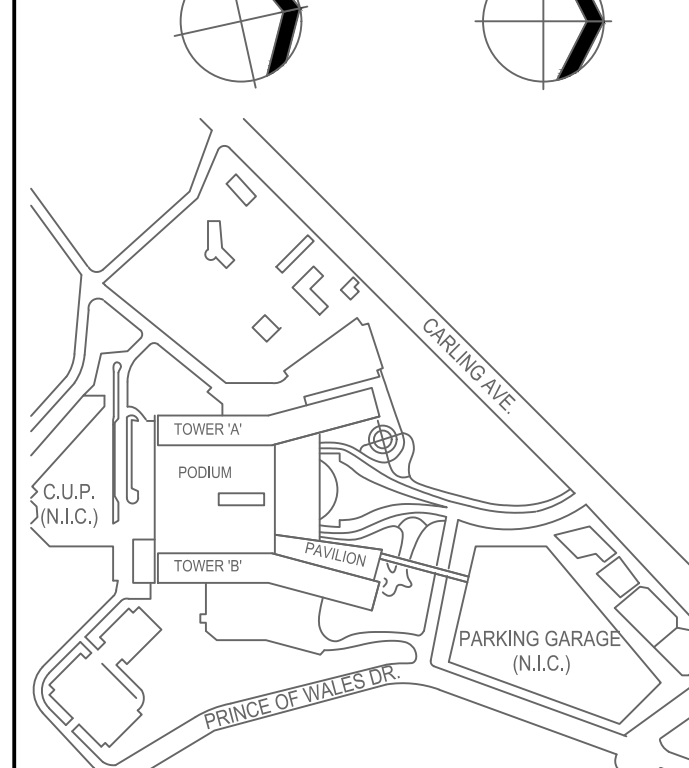 CARLING AVE.
TOWER 'A'
PODIUM
C.U.P.
(N.I.C.)
PAVILION
TOWER 'B'
PARKING GARAGE
(N.I.C.)
PRINCE OF WALES DR.